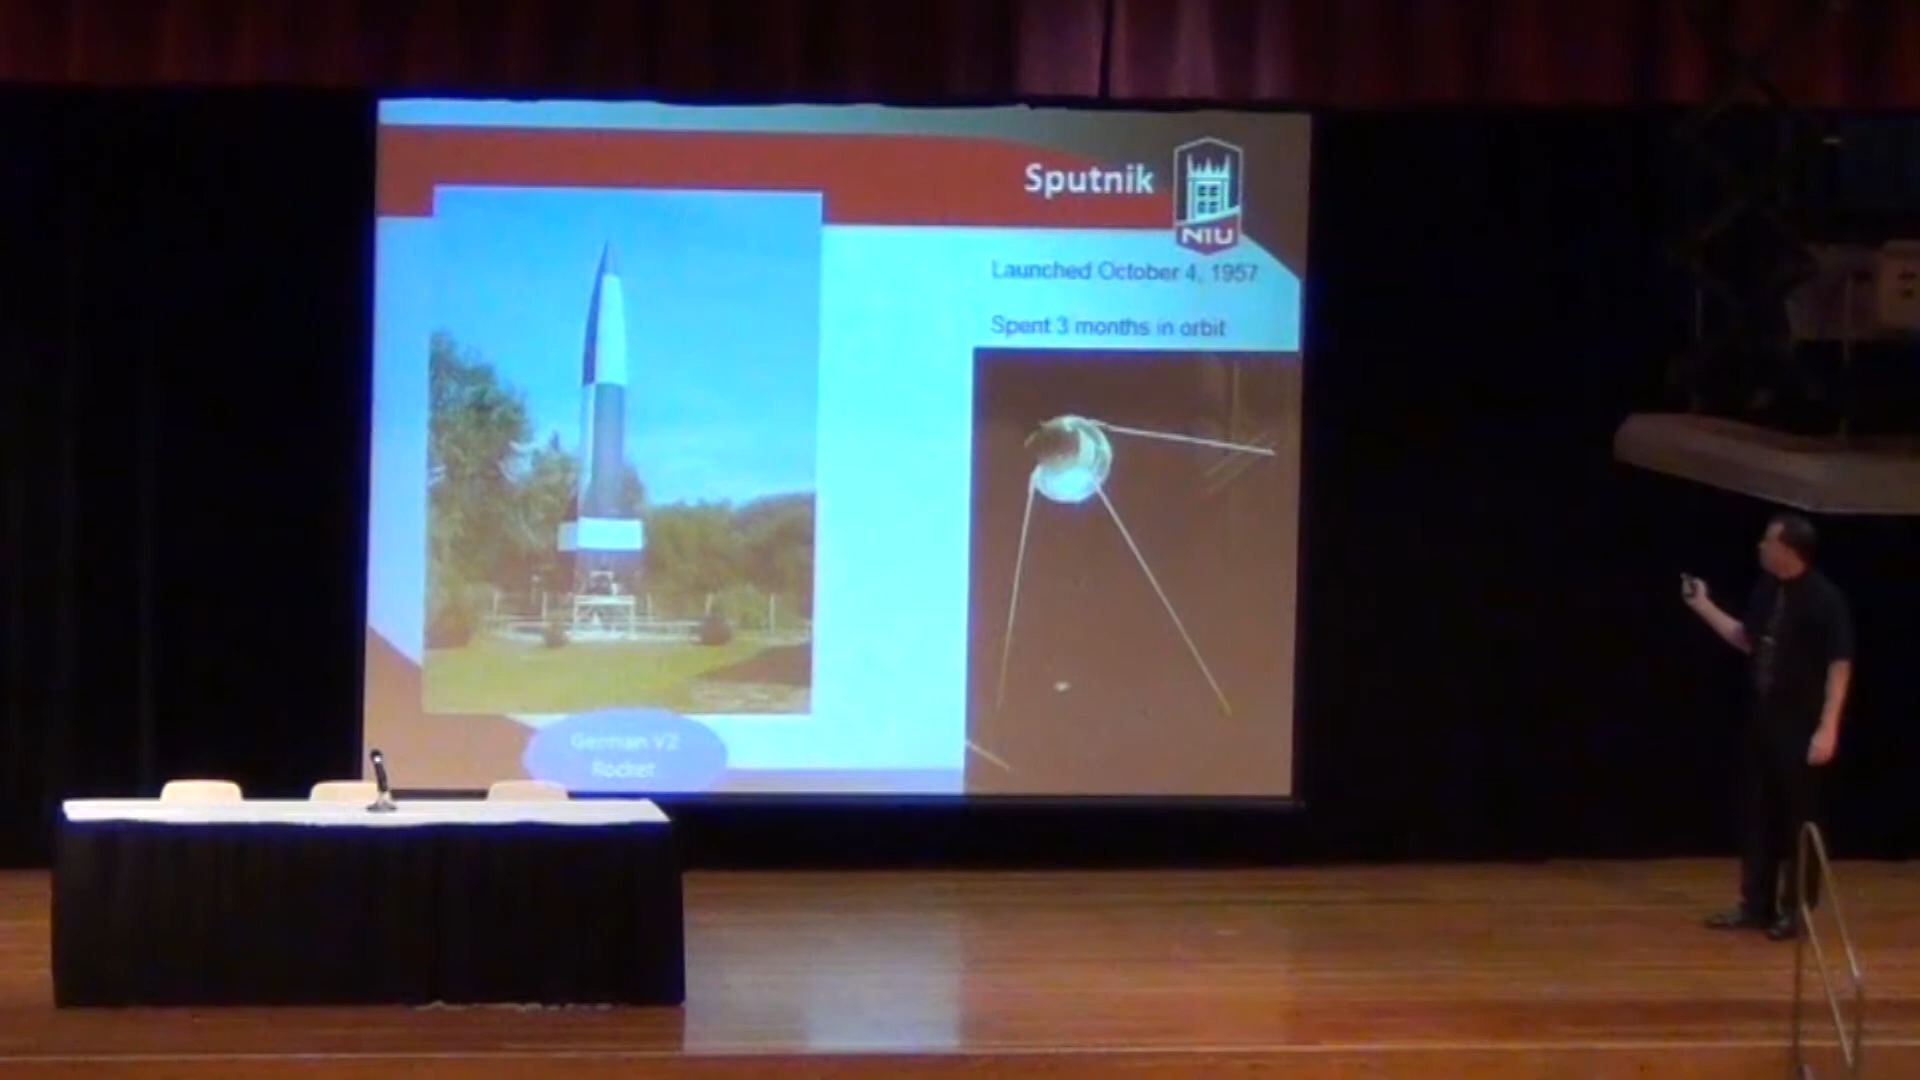 Sputnik
NIU
Launched October 4, 1957
Spent 3 months in orbit
German V2
Rocket